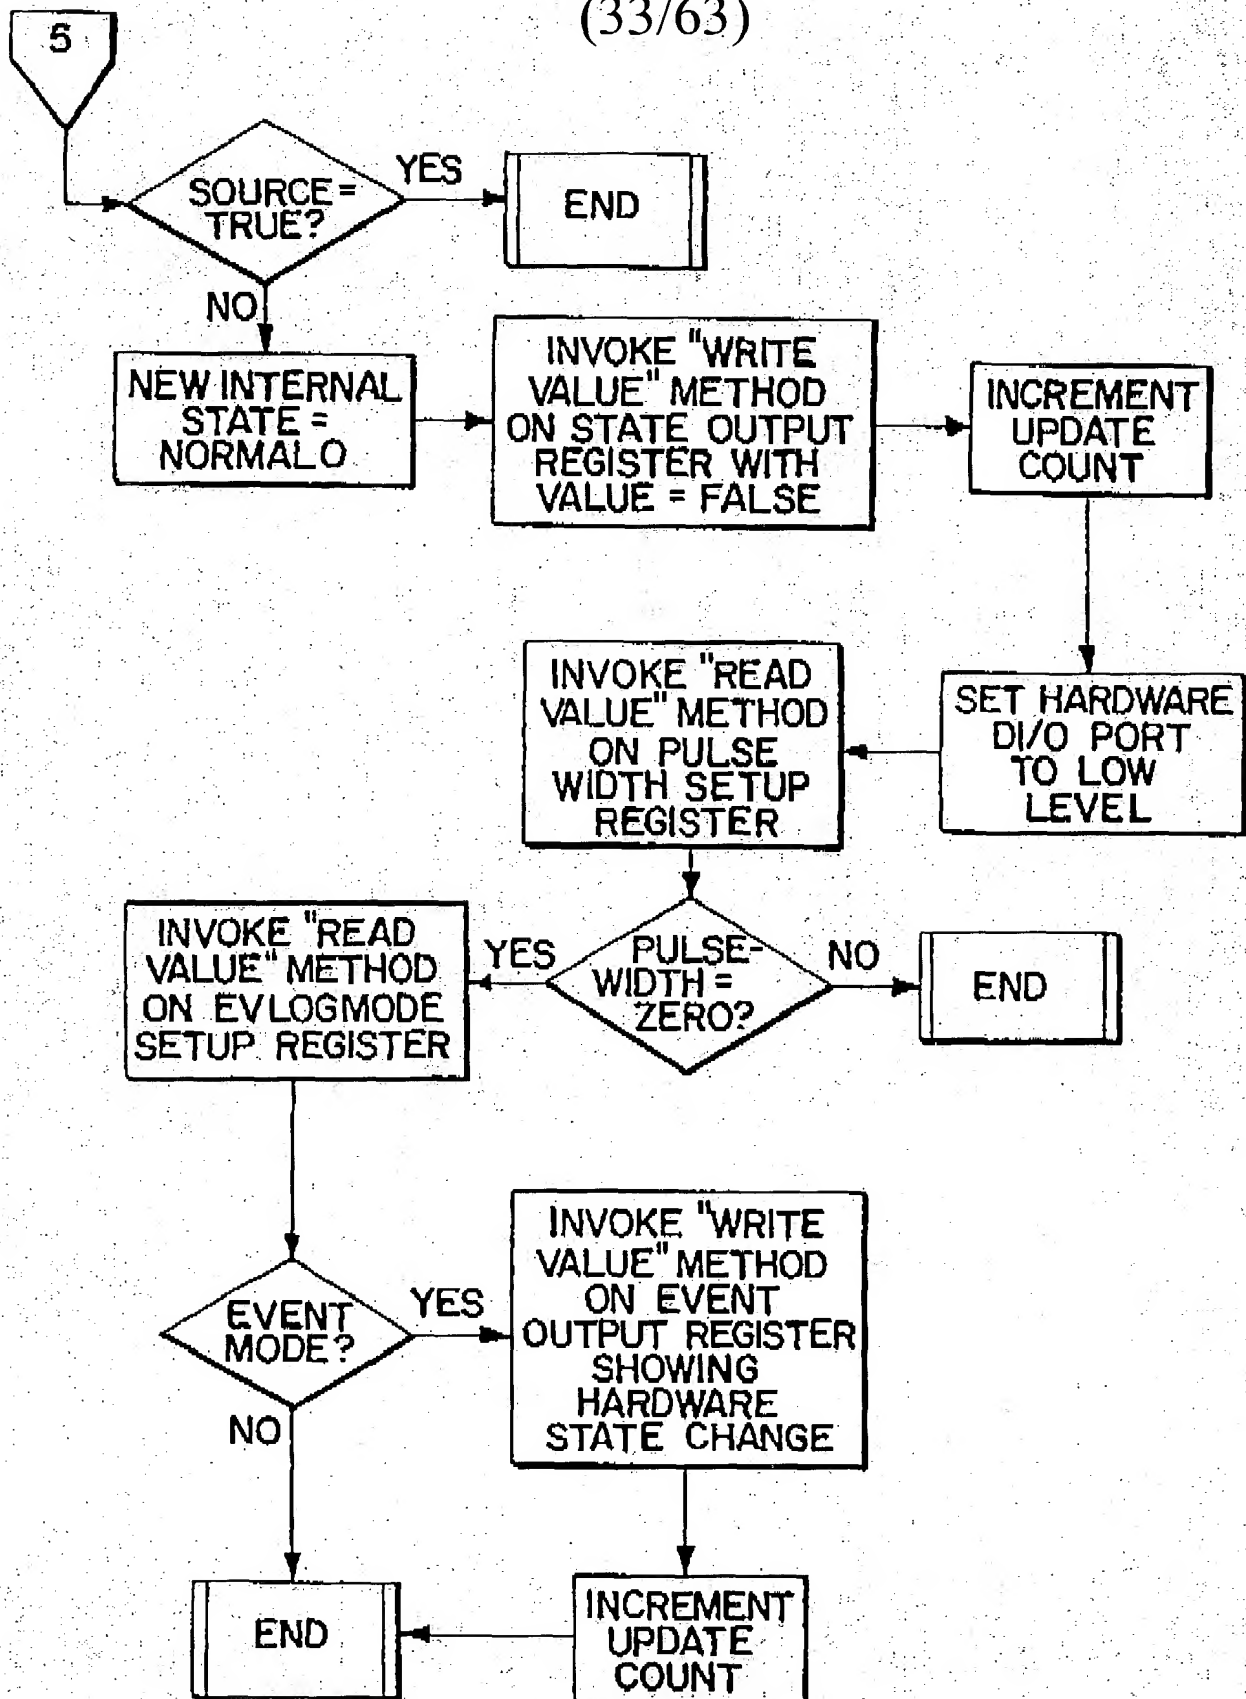 (33/63)
5
SOURCE =
TRUE?
YES
END
NO
NEW INTERNAL
STATE =
NORMALO
INVOKE "WRITE
VALUE" METHOD
ON STATE OUTPUT
REGISTER WITH
VALUE = FALSE
INCREMENT
UPDATE
COUNT
SET HARDWARE
DI/O PORT
TO LOW
LEVEL
INVOKE "READ
VALUE" METHOD
ON PULSE
WIDTH SETUP
REGISTER
PULSE-
WIDTH =
ZERO?
NO
END
YES
INVOKE "READ
VALUE" METHOD
ON EVLOGMODE
SETUP REGISTER
EVENT
MODE?
YES
INVOKE "WRITE
VALUE" METHOD
ON EVENT
OUTPUT REGISTER
SHOWING
HARDWARE
STATE CHANGE
NO
END
INCREMENT
UPDATE
COUNT